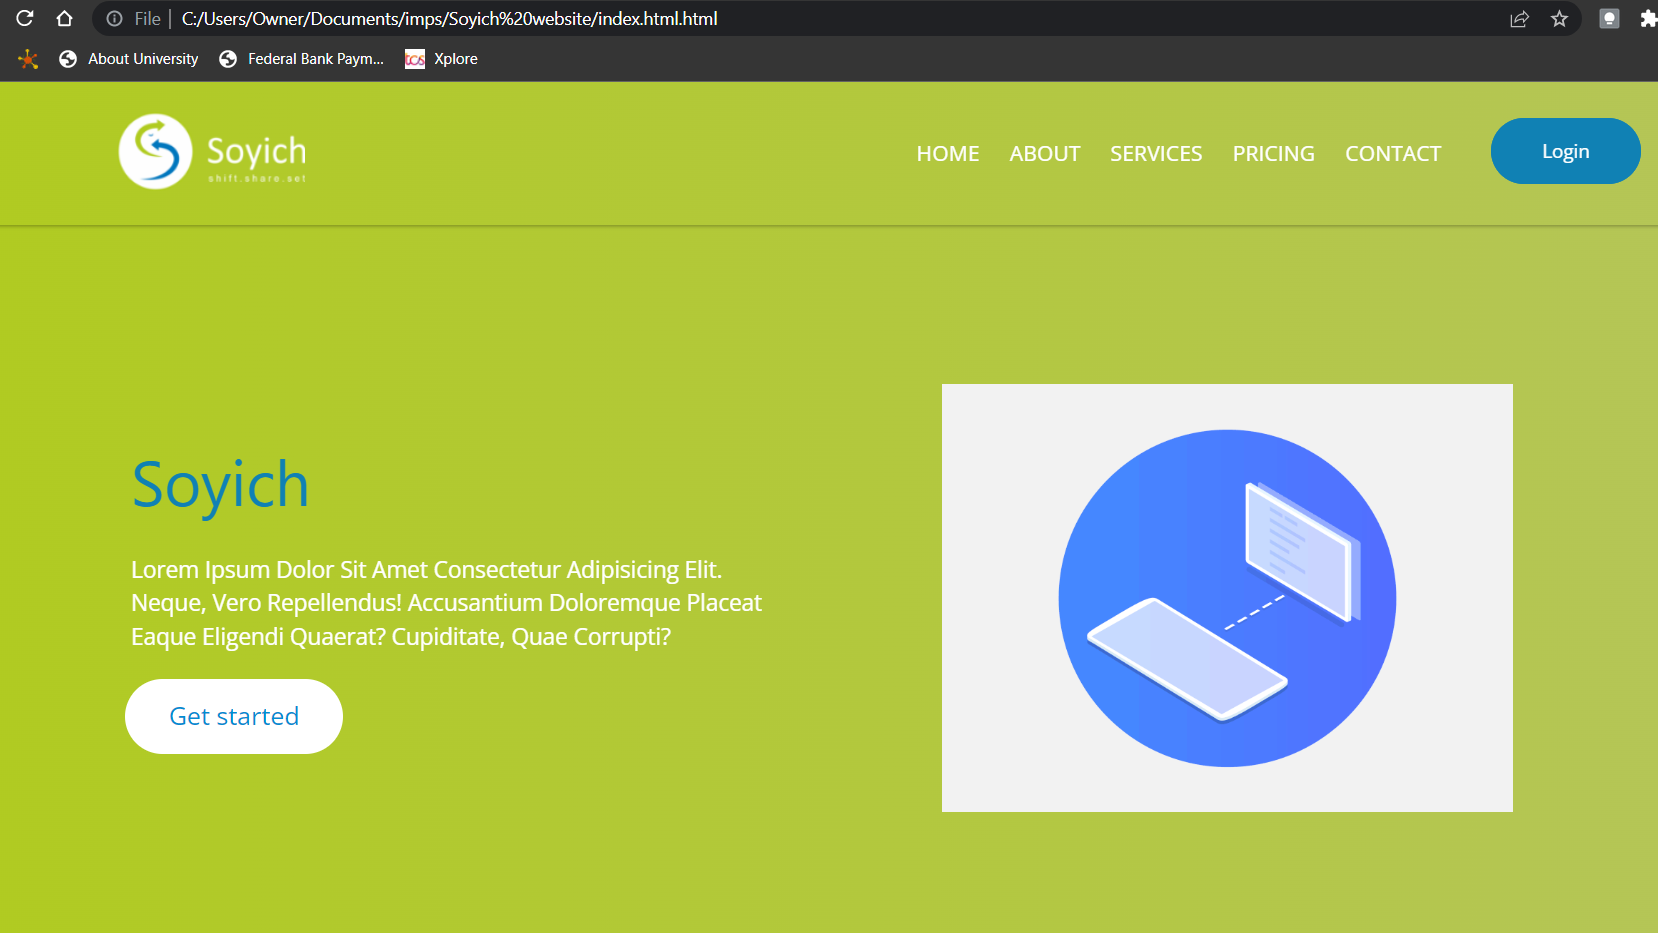 File | C:/Users/Owner/Documents/imps/Soyich%20website/index.html.html
About University Federal Bank Paym... tcs Xplore
Soyich
shift.share.set
HOME ABOUT SERVICES PRICING CONTACT Login
Soyich
Lorem Ipsum Dolor Sit Amet Consectetur Adipisicing Elit.
Neque, Vero Repellendus! Accusantium Doloremque Placeat
Eaque Eligendi Quaerat? Cupiditate, Quae Corrupti?
Get started